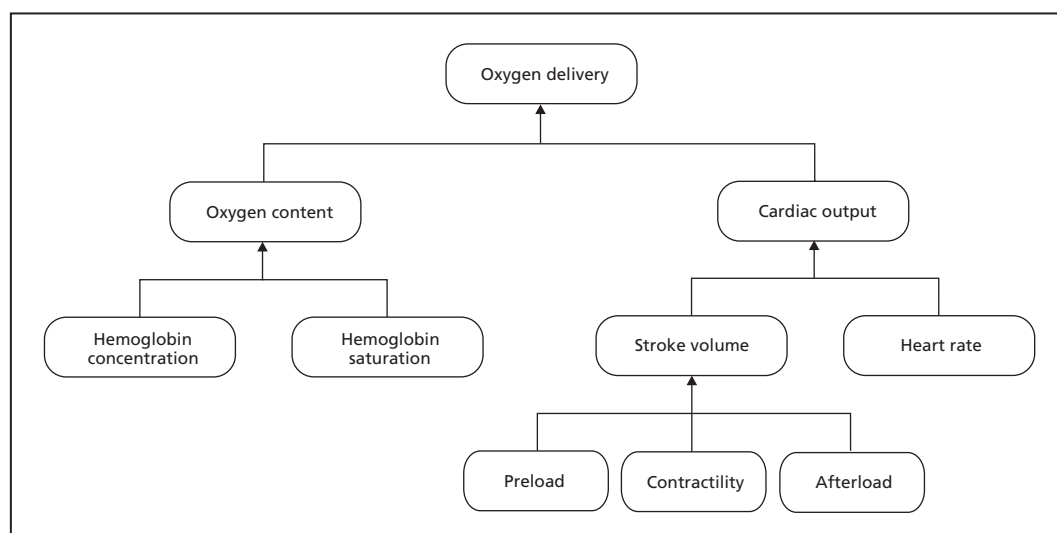 Oxygen delivery
Oxygen content
Cardiac output
Hemoglobin
concentration
Hemoglobin
saturation
Stroke volume
Heart rate
Preload
Contractility
Afterload